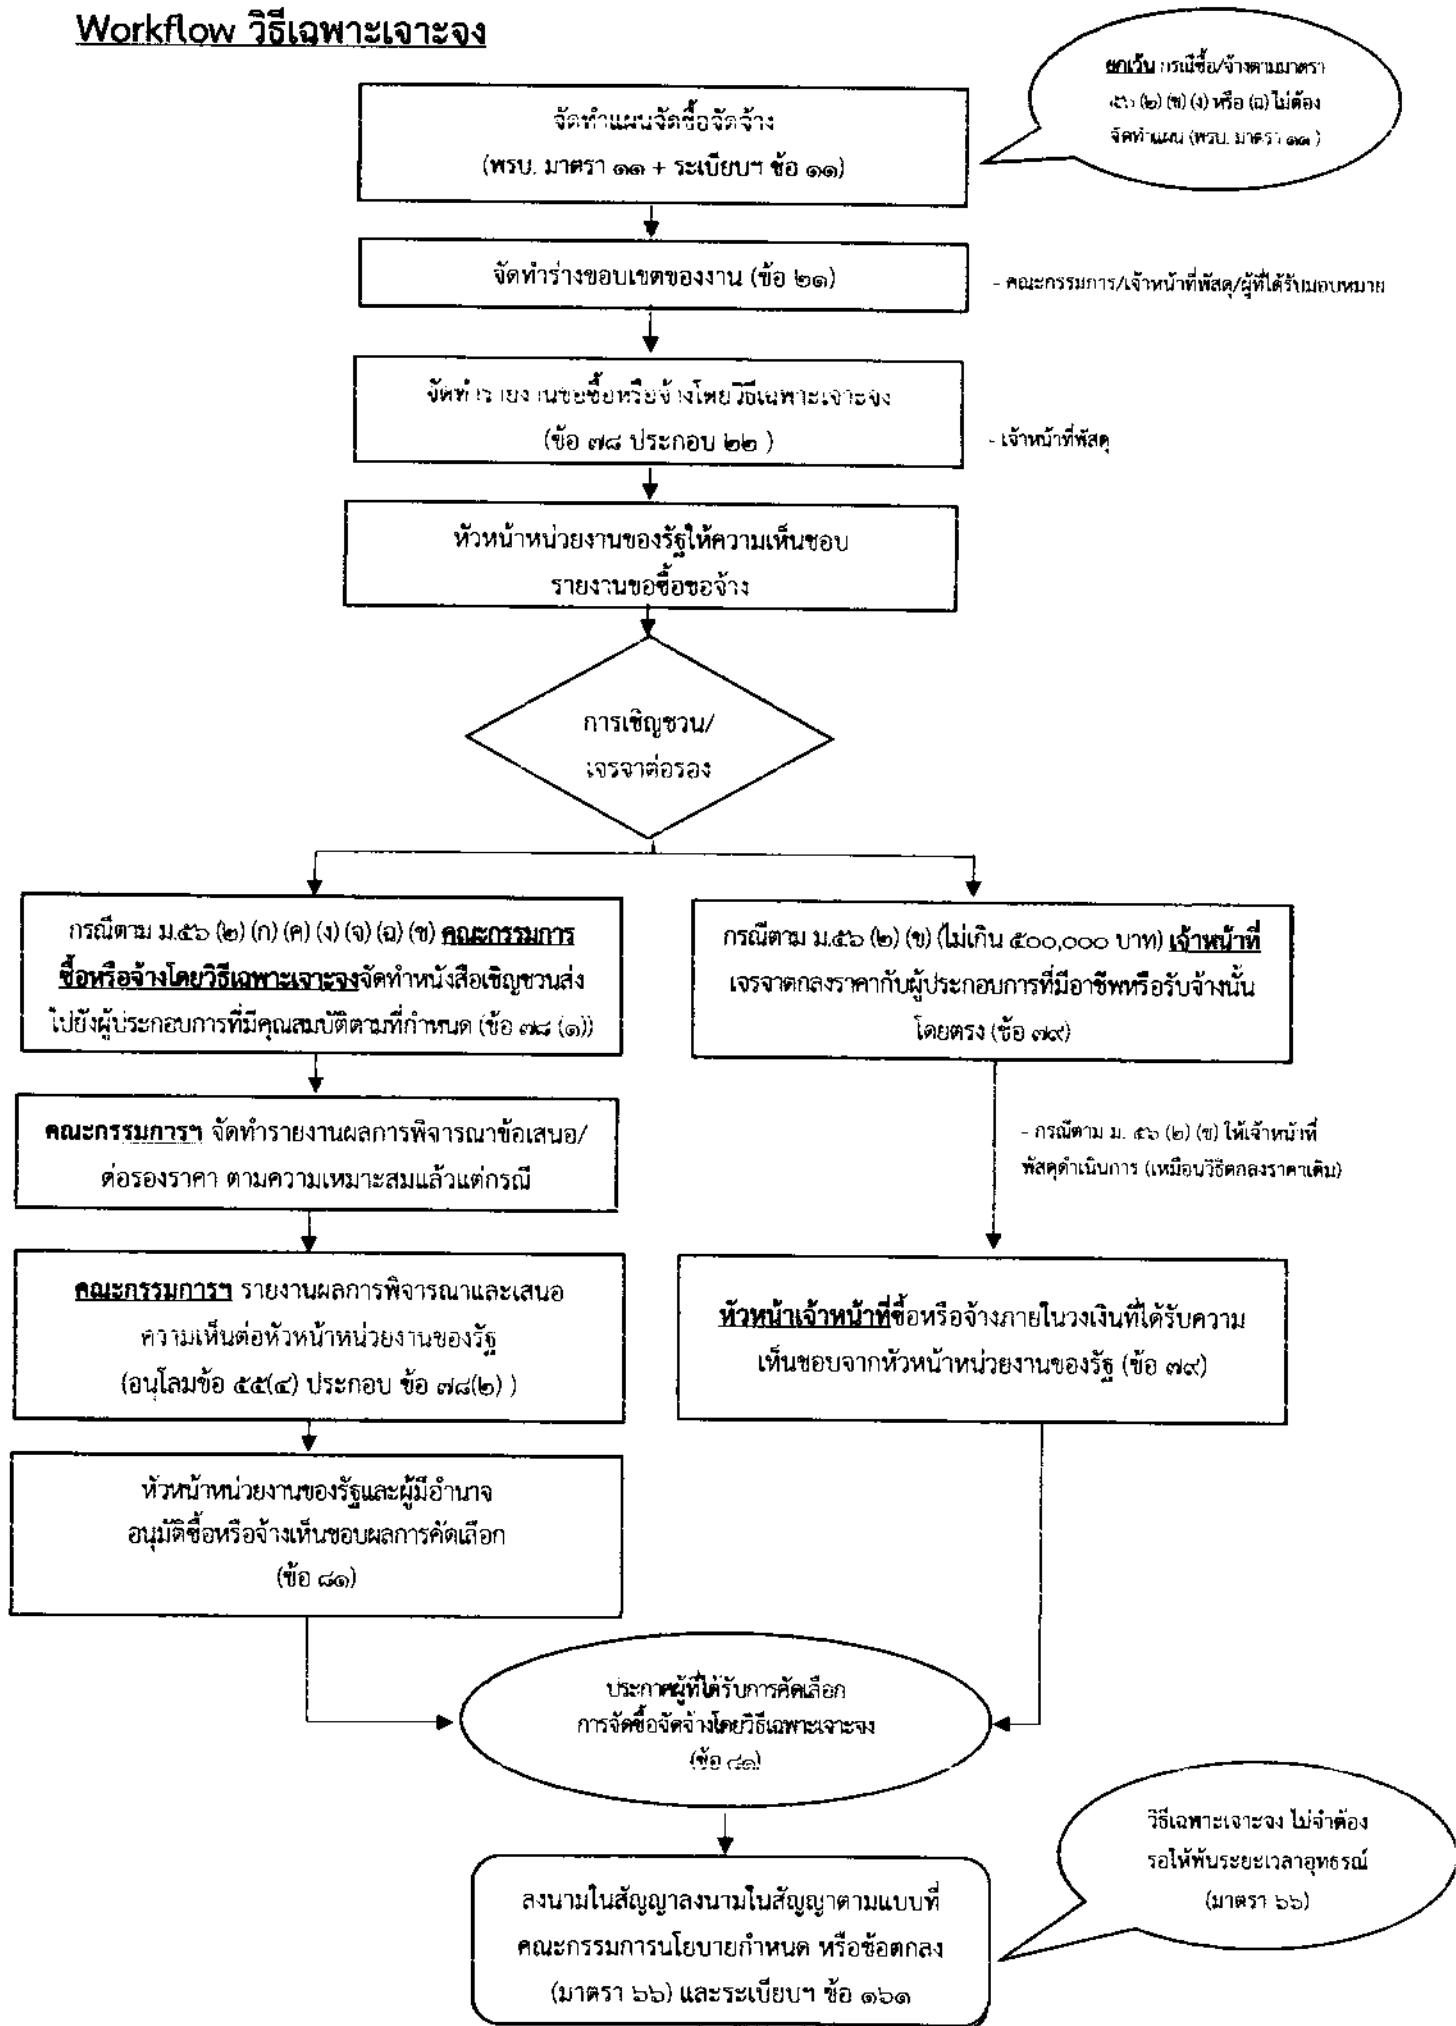 Workflow วิธีเฉพาะเจาะจง
ยกเว้น กรณีซื้อ/จ้างตามมาตรา
๕๖ (๒) (ข) (ง) หรือ (ฉ) ไม่ต้อง
จัดทำแผน (พรบ. มาตรา ๑๑ )
จัดทำแผนจัดซื้อจัดจ้าง
(พรบ. มาตรา ๑๑ + ระเบียบฯ ข้อ ๑๑)
จัดทำร่างขอบเขตของงาน (ข้อ ๒๑)
- คณะกรรมการ/เจ้าหน้าที่พัสดุ/ผู้ที่ได้รับมอบหมาย
จัดทำรายงานขอซื้อหรือจ้างโดยวิธีเฉพาะเจาะจง
(ข้อ ๗๘ ประกอบ ๒๒ )
- เจ้าหน้าที่พัสดุ
หัวหน้าหน่วยงานของรัฐให้ความเห็นชอบ
รายงานขอซื้อขอจ้าง
การเชิญชวน/
เจรจาต่อรอง
กรณีตาม ม.๕๖ (๒) (ก) (ค) (ง) (จ) (ฉ) (ช) คณะกรรมการ
ซื้อหรือจ้างโดยวิธีเฉพาะเจาะจงจัดทำหนังสือเชิญชวนส่ง
ไปยังผู้ประกอบการที่มีคุณสมบัติตามที่กำหนด (ข้อ ๗๘ (๑))
กรณีตาม ม.๕๖ (๒) (ข) (ไม่เกิน ๕๐๐,๐๐๐ บาท) เจ้าหน้าที่
เจรจาตกลงราคากับผู้ประกอบการที่มีอาชีพหรือรับจ้างนั้น
โดยตรง (ข้อ ๗๙)
คณะกรรมการฯ จัดทำรายงานผลการพิจารณาข้อเสนอ/
ต่อรองราคา ตามความเหมาะสมแล้วแต่กรณี
- กรณีตาม ม. ๕๖ (๒) (ข) ให้เจ้าหน้าที่
พัสดุดำเนินการ (เหมือนวิธีตกลงราคาเดิม)
คณะกรรมการฯ รายงานผลการพิจารณาและเสนอ
ความเห็นต่อหัวหน้าหน่วยงานของรัฐ
(อนุโลมข้อ ๕๕(๔) ประกอบ ข้อ ๗๘(๒) )
หัวหน้าเจ้าหน้าที่ซื้อหรือจ้างภายในวงเงินที่ได้รับความ
เห็นชอบจากหัวหน้าหน่วยงานของรัฐ (ข้อ ๗๙)
หัวหน้าหน่วยงานของรัฐและผู้มีอำนาจ
อนุมัติซื้อหรือจ้างเห็นชอบผลการคัดเลือก
(ข้อ ๘๑)
ประกาศผู้ที่ได้รับการคัดเลือก
การจัดซื้อจัดจ้างโดยวิธีเฉพาะเจาะจง
(ข้อ ๘๑)
วิธีเฉพาะเจาะจง ไม่จำต้อง
รอให้พ้นระยะเวลาอุทธรณ์
(มาตรา ๖๖)
ลงนามในสัญญาลงนามในสัญญาตามแบบที่
คณะกรรมการนโยบายกำหนด หรือข้อตกลง
(มาตรา ๖๖) และระเบียบฯ ข้อ ๑๖๑